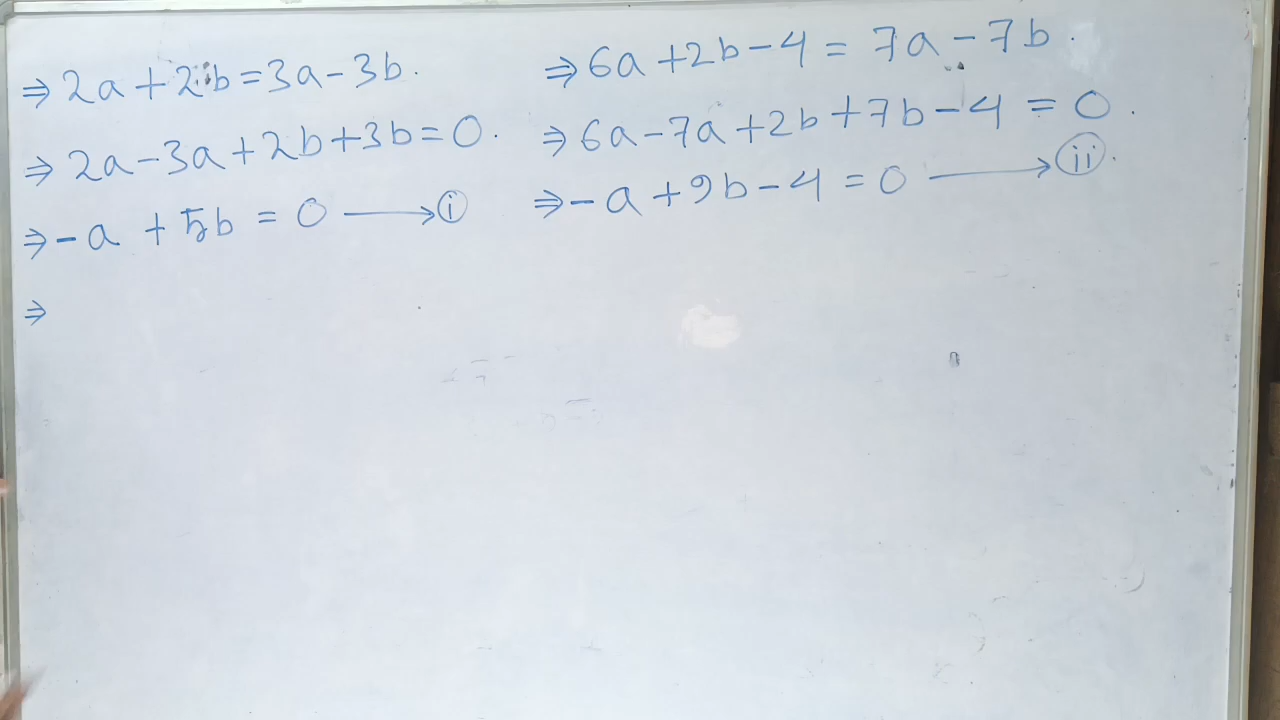 ⇒ 2a + 2b = 3a - 3b.
⇒ 2a - 3a + 2b + 3b = 0.
⇒ -a + 5b = 0 ⟶ ⓘ
⇒
⇒ 6a + 2b - 4 = 7a - 7b.
⇒ 6a - 7a + 2b + 7b - 4 = 0.
⇒ -a + 9b - 4 = 0 ⟶ (ii).